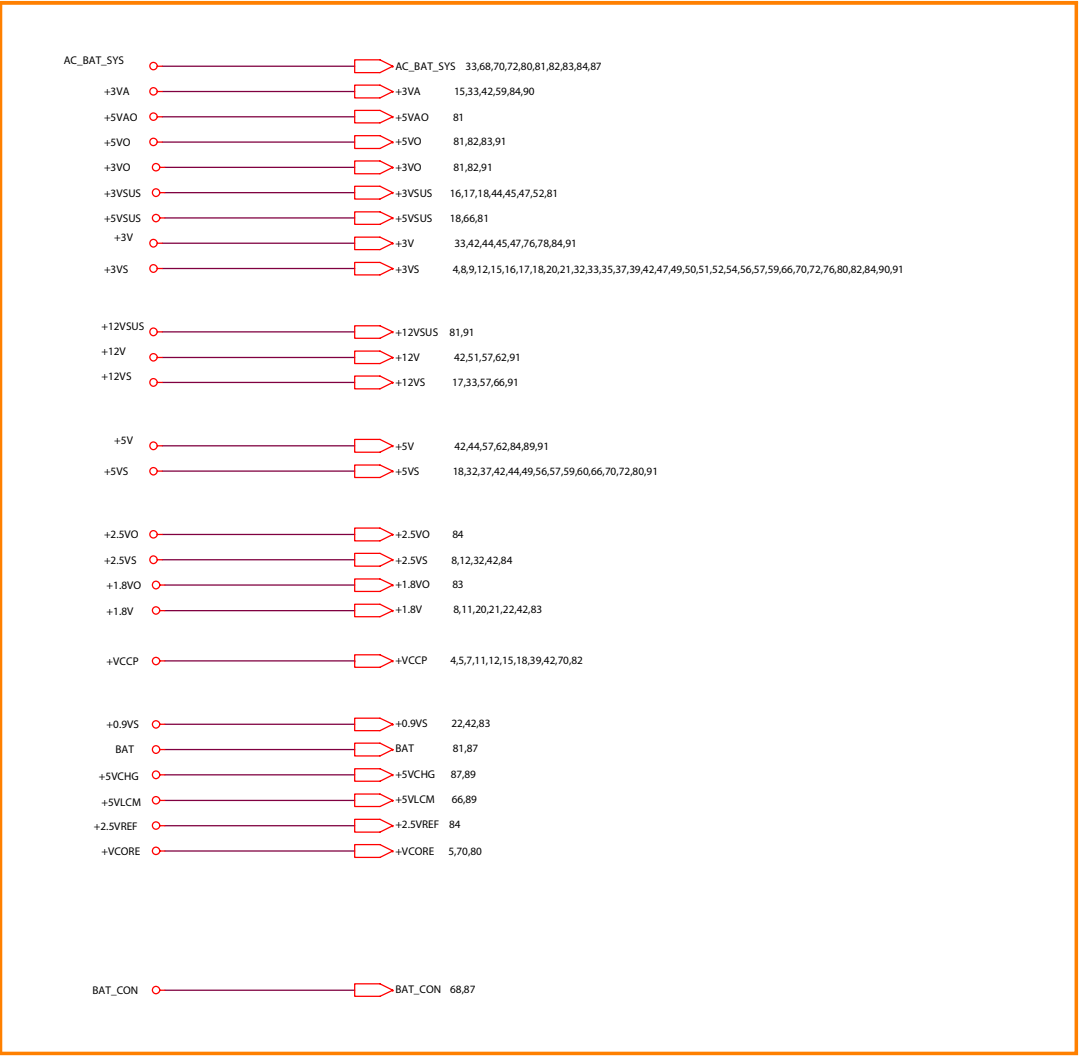 AC_BAT_SYS AC_BAT_SYS 33,68,70,72,80,81,82,83,84,87
+3VA +3VA 15,33,42,59,84,90
+5VAO +5VAO 81
+5VO +5VO 81,82,83,91
+3VO +3VO 81,82,91
+3VSUS +3VSUS 16,17,18,44,45,47,52,81
+5VSUS +5VSUS 18,66,81
+3V +3V 33,42,44,45,47,76,78,84,91
+3VS +3VS 4,8,9,12,15,16,17,18,20,21,32,33,35,37,39,42,47,49,50,51,52,54,56,57,59,66,70,72,76,80,82,84,90,91
+12VSUS +12VSUS 81,91
+12V +12V 42,51,57,62,91
+12VS +12VS 17,33,57,66,91
+5V +5V 42,44,57,62,84,89,91
+5VS +5VS 18,32,37,42,44,49,56,57,59,60,66,70,72,80,91
+2.5VO +2.5VO 84
+2.5VS +2.5VS 8,12,32,42,84
+1.8VO +1.8VO 83
+1.8V +1.8V 8,11,20,21,22,42,83
+VCCP +VCCP 4,5,7,11,12,15,18,39,42,70,82
+0.9VS +0.9VS 22,42,83
BAT BAT 81,87
+5VCHG +5VCHG 87,89
+5VLCM +5VLCM 66,89
+2.5VREF +2.5VREF 84
+VCORE +VCORE 5,70,80
BAT_CON BAT_CON 68,87